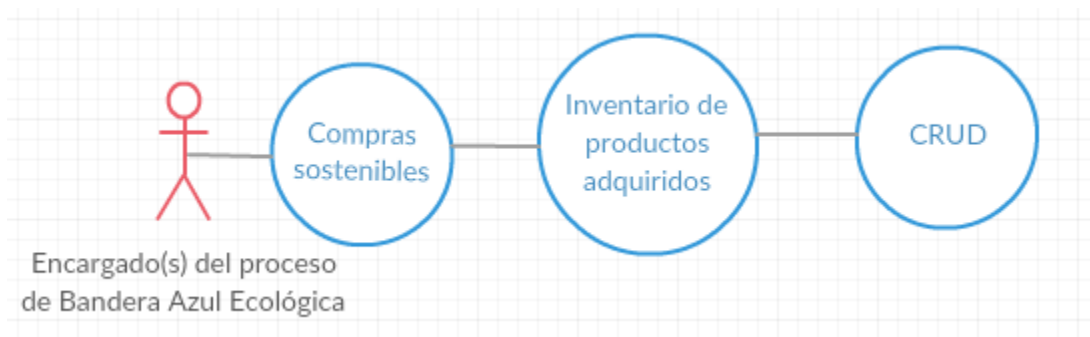 Compras
sostenibles
Inventario de
productos
adquiridos
CRUD
Encargado(s) del proceso
de Bandera Azul Ecológica